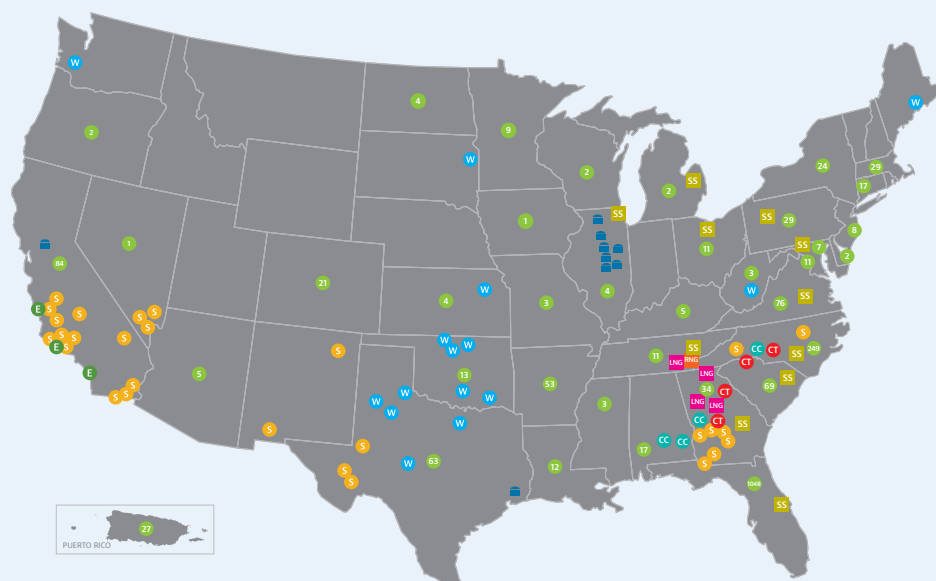 W
W
4
9
2
W
24
29
2
SS
2
17
SS
SS
29
1
SS
8
1
SS
7
2
11
11
84
21
3
W
4
W
4
3
76
SS
S
E
S
S
S
S
S
S
5
S
S
CC
CT
SS
249
S
S
S
S
E
S
S
W
W
W
11
SS
LNG
RNG
CT
E
5
13
53
LNG
34
CT
69
SS
S
S
S
W
W
W
W
W
3
LNG
LNG
S
W
CC
CT
SS
S
S
S
S
17
CC
CC
S
W
63
12
S
S
S
S
1048
SS
27
PUERTO RICO